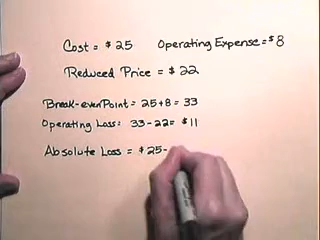 Cost = $25 Operating Expense = $8
Reduced Price = $22
Break-even Point = 25+8 = 33
Operating Loss: 33-22= $11
Absolute Loss = $25-